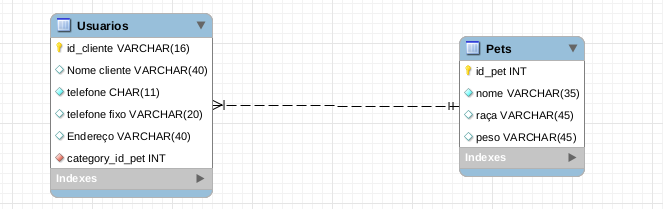 Usuarios
id_cliente VARCHAR(16)
Nome cliente VARCHAR(40)
telefone CHAR(11)
telefone fixo VARCHAR(20)
Endereço VARCHAR(40)
category_id_pet INT
Indexes
Pets
id_pet INT
nome VARCHAR(35)
raça VARCHAR(45)
peso VARCHAR(45)
Indexes